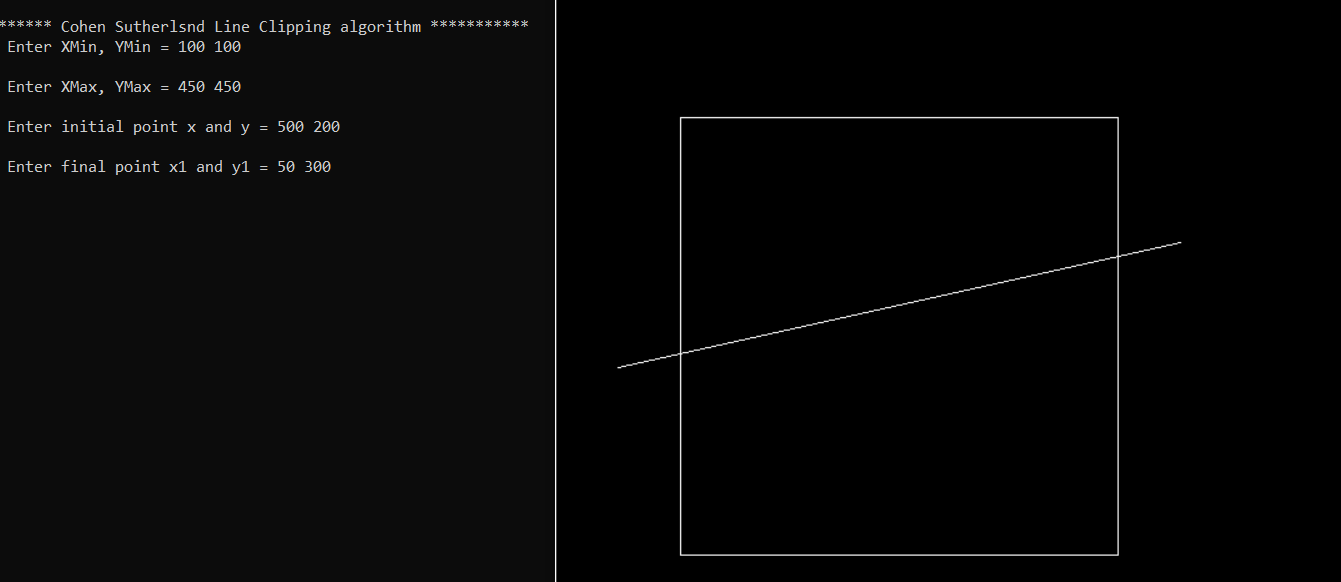 ****** Cohen Sutherlsnd Line Clipping algorithm ***********
Enter XMin, YMin = 100 100
Enter XMax, YMax = 450 450
Enter initial point x and y = 500 200
Enter final point x1 and y1 = 50 300